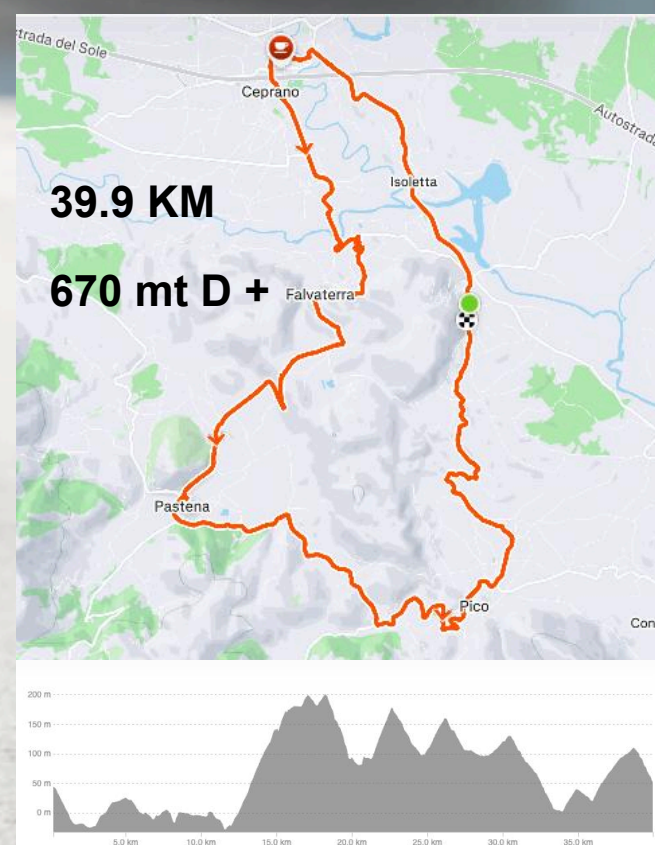 trada del Sole
Ceprano
Autostrada
Isoletta
39.9 KM
670 mt D +
Falvaterra
Pastena
Pico
Con
200 m
150 m
100 m
50 m
0 m
5.0 km
10.0 km
15.0 km
20.0 km
25.0 km
30.0 km
35.0 km